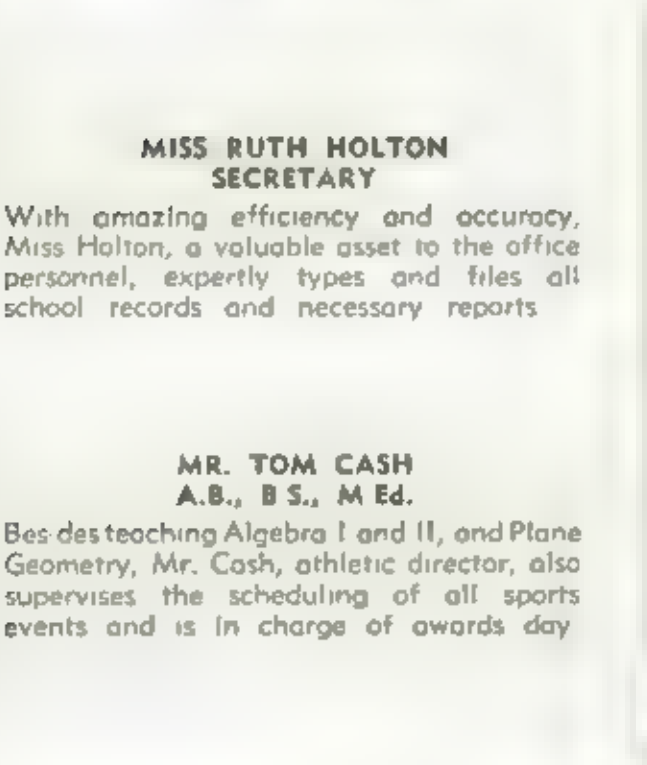 MISS RUTH HOLTON
SECRETARY
With amazing efficiency and accuracy,
Miss Holton, a valuable asset to the office
personnel, expertly types and files all
school records and necessary reports
MR. TOM CASH
A.B., B S., M Ed.
Besides teaching Algebra I and II, and Plane
Geometry, Mr. Cash, athletic director, also
supervises the scheduling of all sports
events and is in charge of awards day